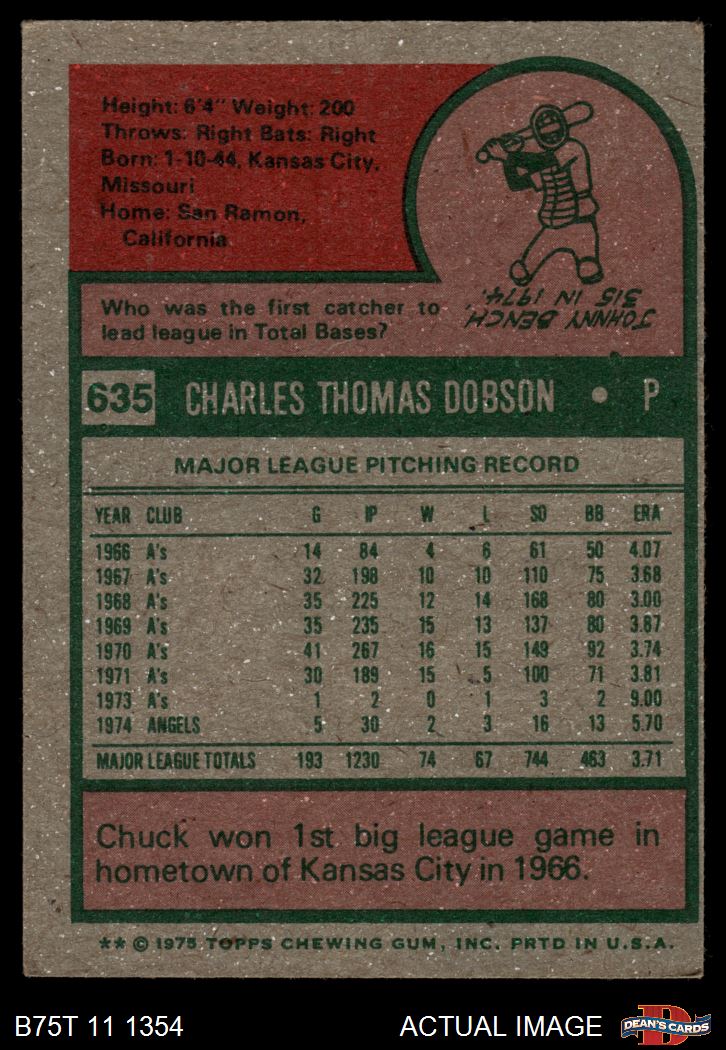 Height: 6'4" Weight: 200
Throws: Right Bats: Right
Born: 1-10-44, Kansas City,
Missouri
Home: San Ramon,
California
Who was the first catcher to
lead league in Total Bases?
JOHNNY BENCH,
315 IN 1974.
635 CHARLES THOMAS DOBSON • P
MAJOR LEAGUE PITCHING RECORD
YEAR CLUB G IP W L SO BB ERA
1966 A's 14 84 4 6 61 50 4.07
1967 A's 32 198 10 10 110 75 3.68
1968 A's 35 225 12 14 168 80 3.00
1969 A's 35 235 15 13 137 80 3.87
1970 A's 41 267 16 15 149 92 3.74
1971 A's 30 189 15 5 100 71 3.81
1973 A's 1 2 0 1 3 2 9.00
1974 ANGELS 5 30 2 3 16 13 5.70
MAJOR LEAGUE TOTALS 193 1230 74 67 744 463 3.71
Chuck won 1st big league game in
hometown of Kansas City in 1966.
** © 1975 TOPPS CHEWING GUM, INC. PRTD IN U.S.A.
B75T 11 1354 ACTUAL IMAGE
D
DEAN'S CARDS